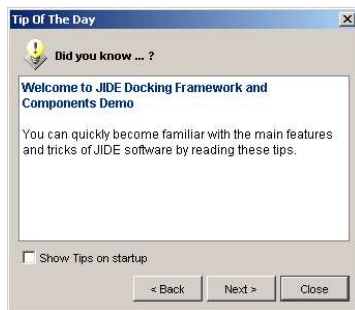 Tip Of The Day
Did you know ... ?
Welcome to JIDE Docking Framework and
Components Demo
You can quickly become familiar with the main features
and tricks of JIDE software by reading these tips.
Show Tips on startup
< Back
Next >
Close